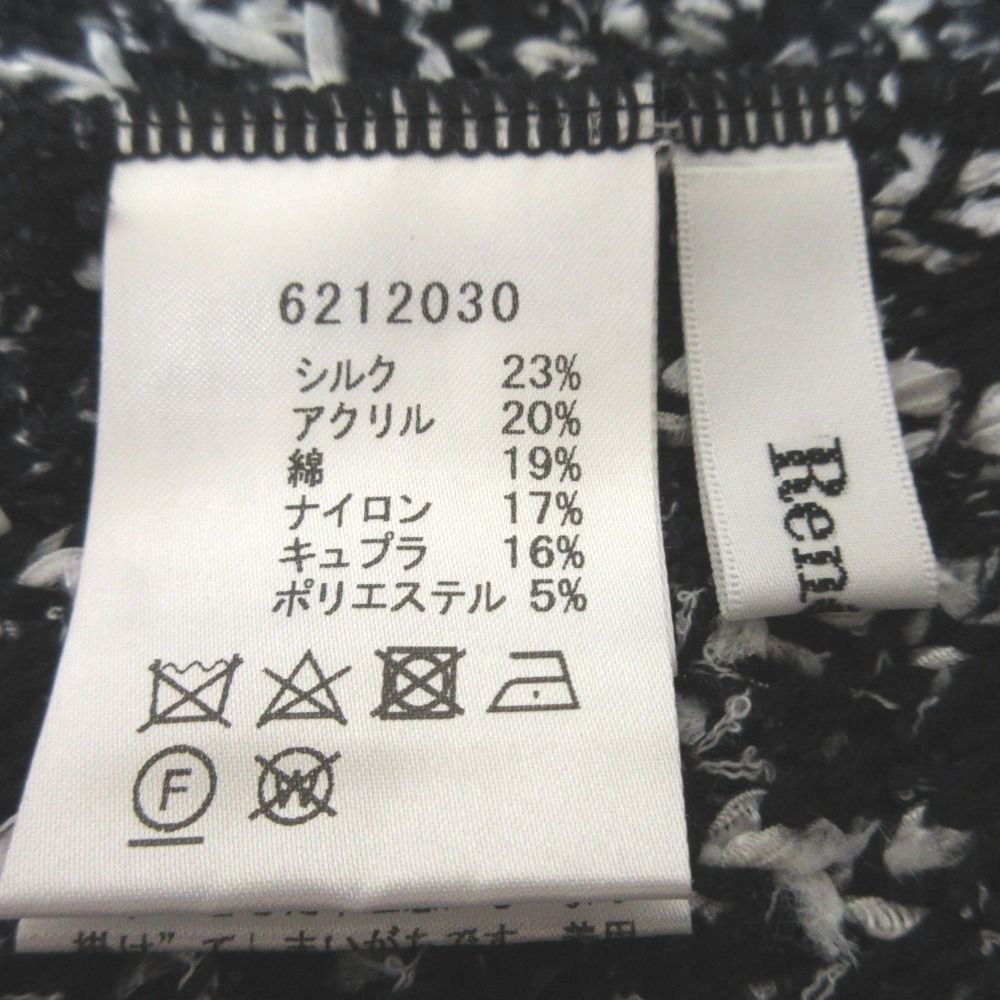 6212030
シルク 23%
アクリル 20%
綿 19%
ナイロン 17%
キュプラ 16%
ポリエステル 5%
F W
Ren